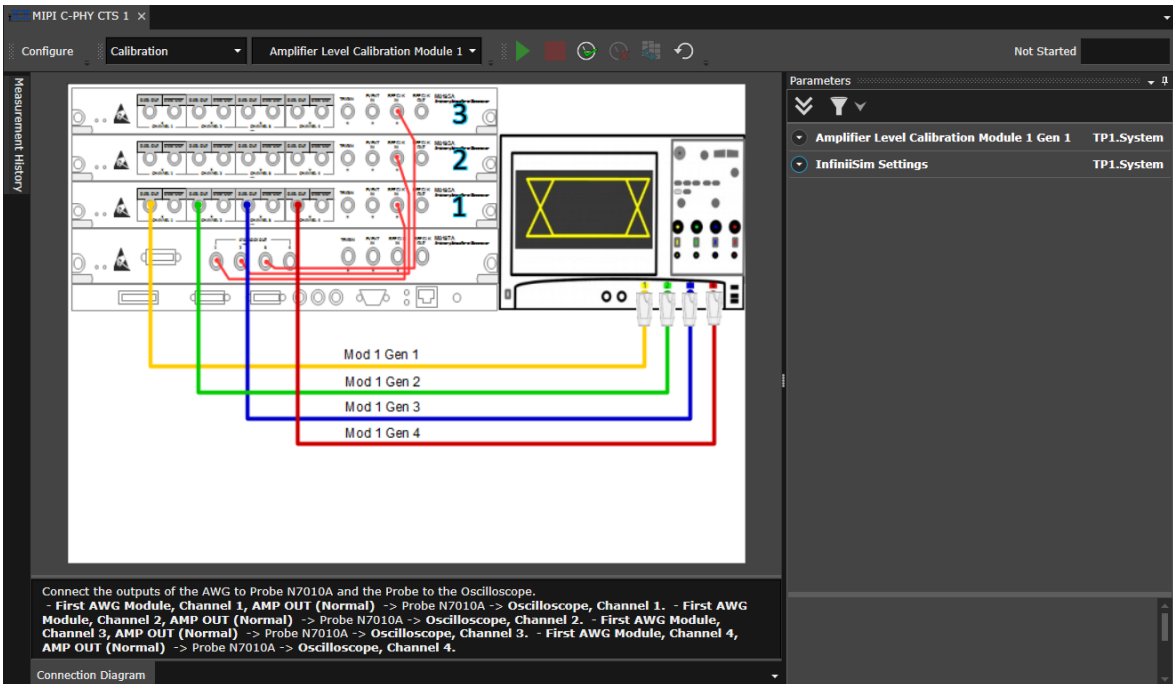 MIPI C-PHY CTS 1 ×
Configure
Calibration
Amplifier Level Calibration Module 1
Not Started
Measurement History
Parameters
Amplifier Level Calibration Module 1 Gen 1 TP1.System
InfiniiSim Settings TP1.System
3
2
1
1
Mod 1 Gen 1
Mod 1 Gen 2
Mod 1 Gen 3
Mod 1 Gen 4
Connect the outputs of the AWG to Probe N7010A and the Probe to the Oscilloscope.
- First AWG Module, Channel 1, AMP OUT (Normal) -> Probe N7010A -> Oscilloscope, Channel 1. - First AWG
Module, Channel 2, AMP OUT (Normal) -> Probe N7010A -> Oscilloscope, Channel 2. - First AWG Module,
Channel 3, AMP OUT (Normal) -> Probe N7010A -> Oscilloscope, Channel 3. - First AWG Module, Channel 4,
AMP OUT (Normal) -> Probe N7010A -> Oscilloscope, Channel 4.
Connection Diagram